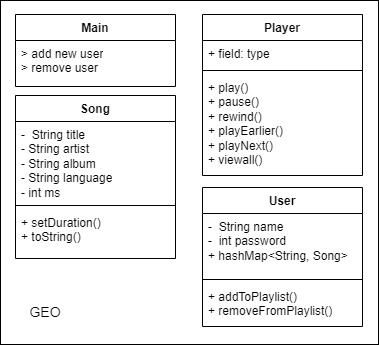 Main
> add new user
> remove user
Song
- String title
- String artist
- String album
- String language
- int ms
+ setDuration()
+ toString()
GEO
Player
+ field: type
+ play()
+ pause()
+ rewind()
+ playEarlier()
+ playNext()
+ viewall()
User
- String name
- int password
+ hashMap<String, Song>
+ addToPlaylist()
+ removeFromPlaylist()